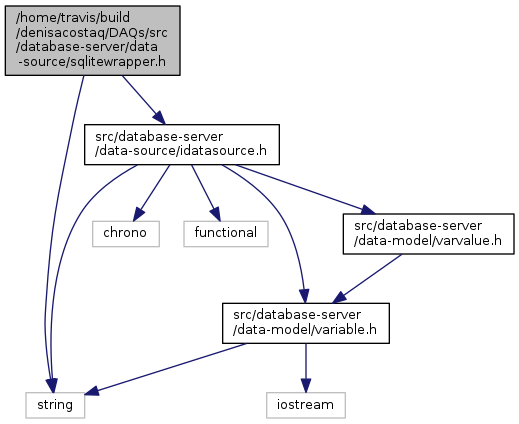 /home/travis/build
/denisacostaq/DAQs/src
/database-server/data
-source/sqlitewrapper.h
src/database-server
/data-source/idatasource.h
chrono
functional
src/database-server
/data-model/varvalue.h
src/database-server
/data-model/variable.h
string
iostream